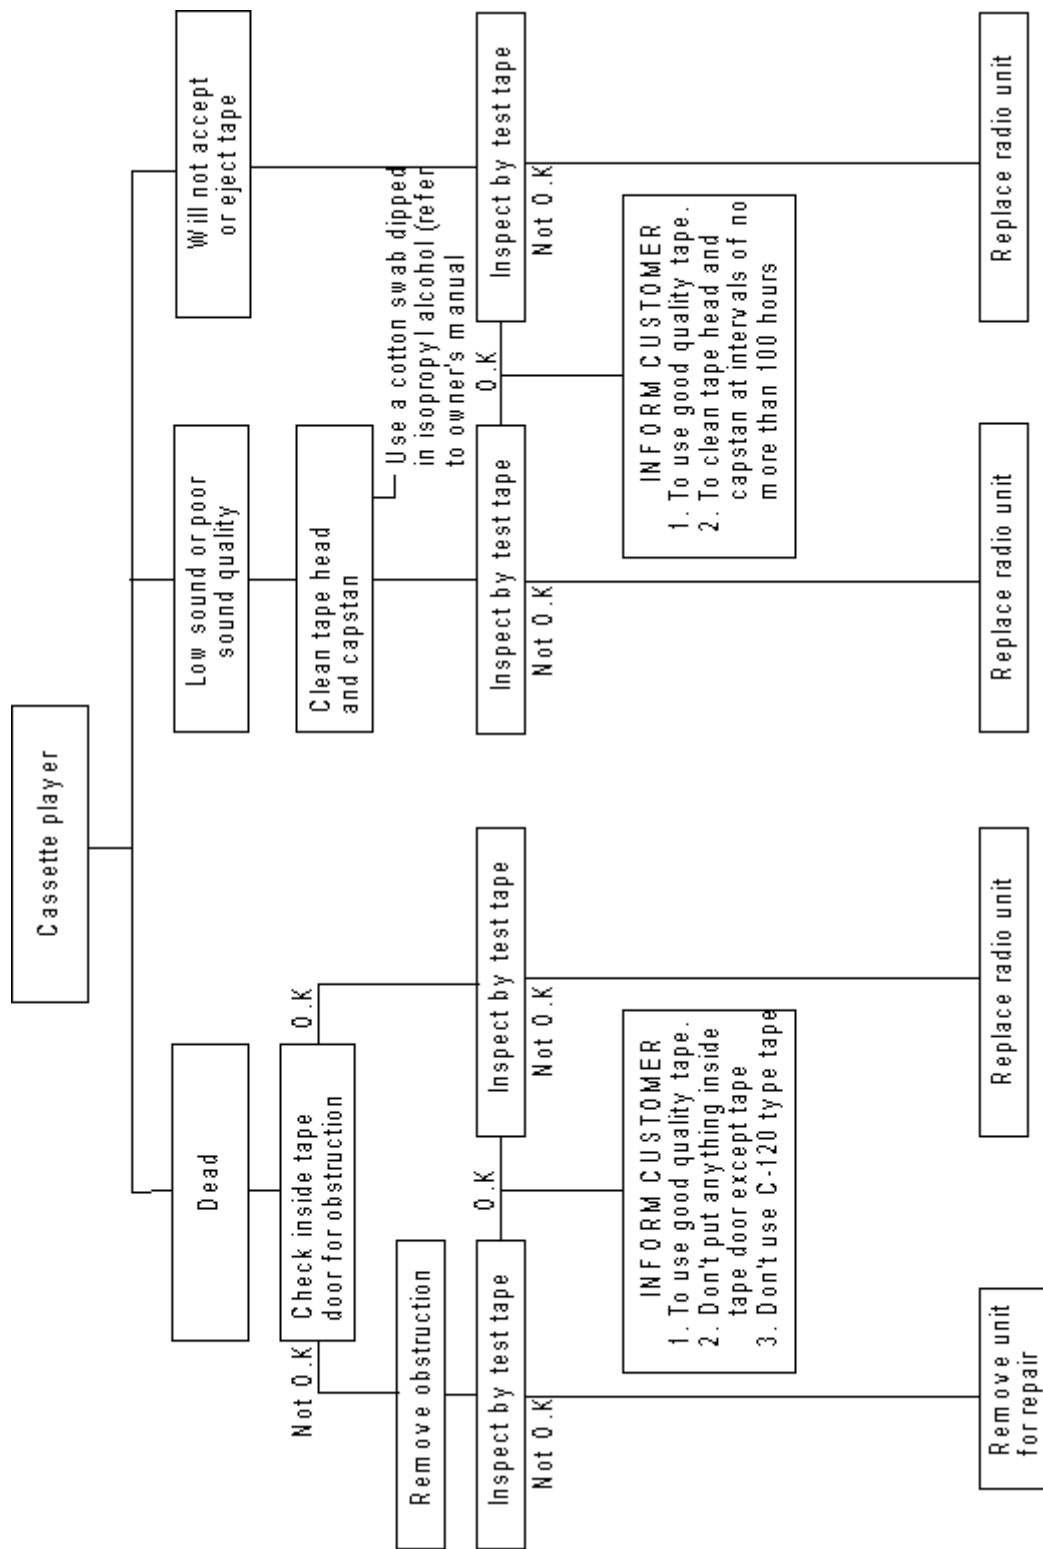 Cassette player
Dead
Low sound or poor
sound quality
Will not accept
or eject tape
Not O.K
Check inside tape
door for obstruction
O.K
Clean tape head
and capstan
Use a cotton swab dipped
in isopropyl alcohol (refer
to owner's manual
Remove obstruction
Inspect by test tape
O.K
Inspect by test tape
Inspect by test tape
O.K
Inspect by test tape
Not O.K
Not O.K
Not O.K
Not O.K
INFORM CUSTOMER
1. To use good quality tape.
2. Don't put anything inside
tape door except tape
3. Don't use C-120 type tape
INFORM CUSTOMER
1. To use good quality tape.
2. To clean tape head and
capstan at intervals of no
more than 100 hours
Remove unit
for repair
Replace radio unit
Replace radio unit
Replace radio unit